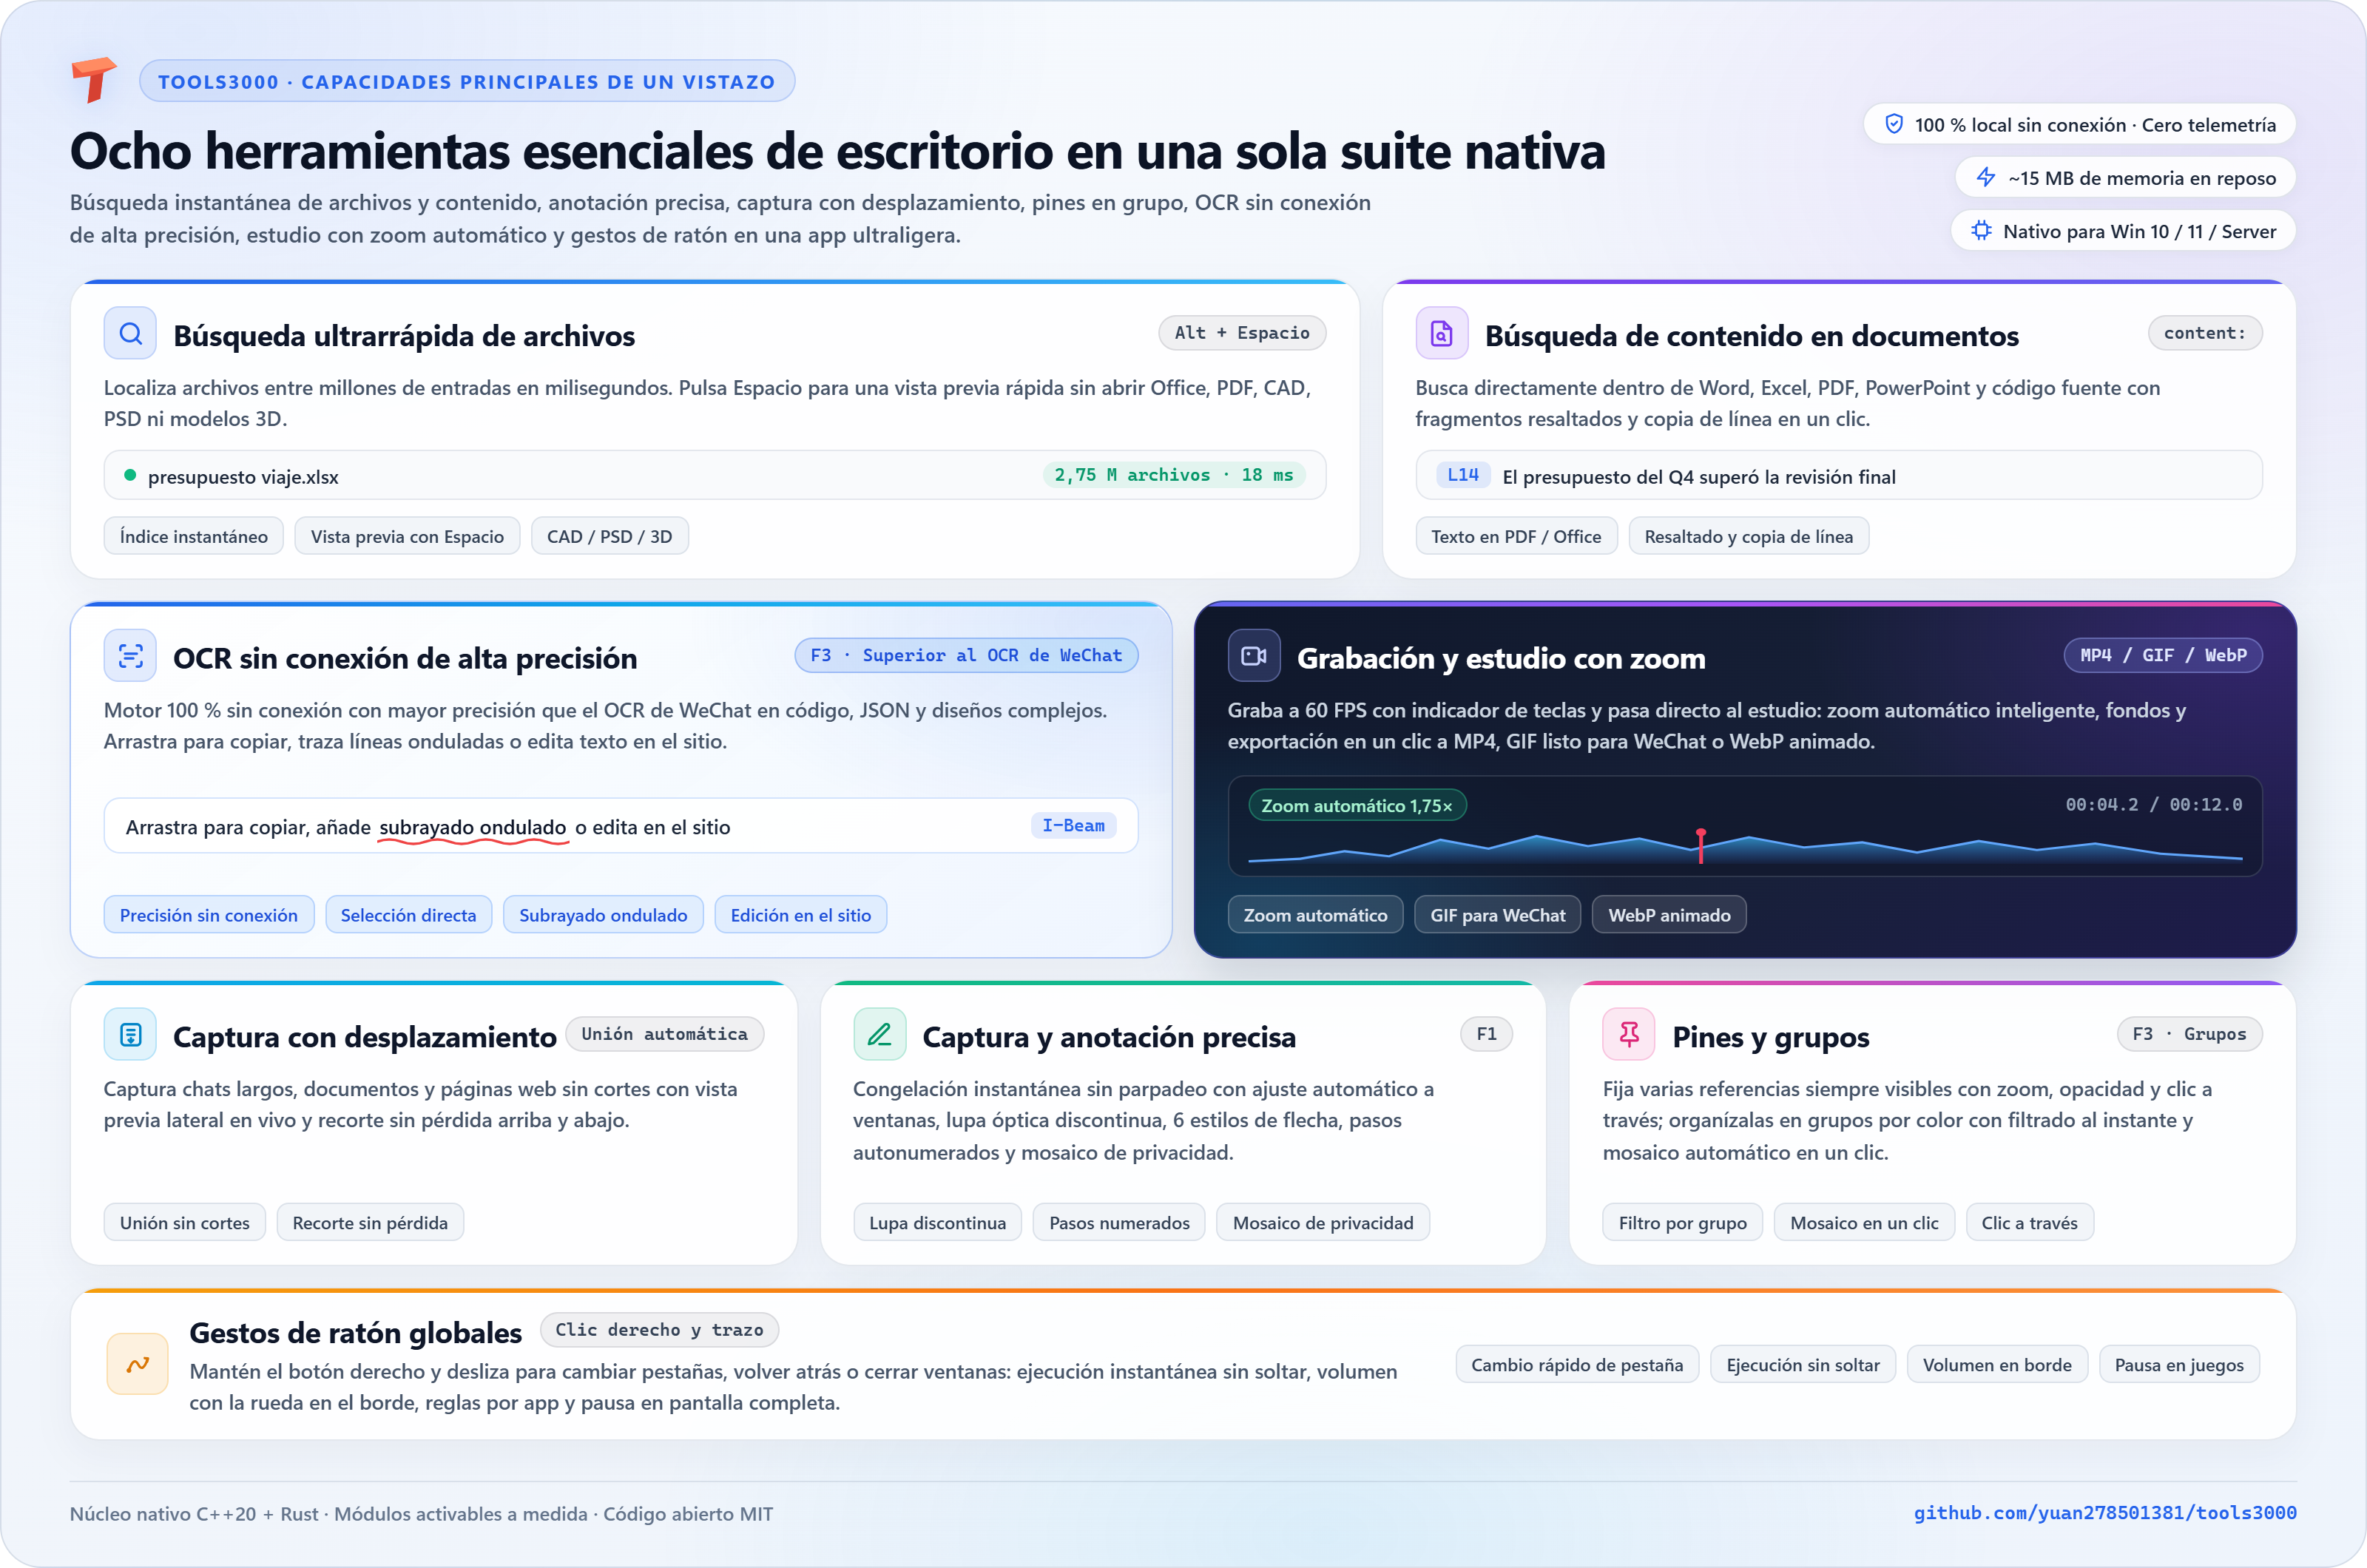 TOOLS3000 · CAPACIDADES PRINCIPALES DE UN VISTAZO
Ocho herramientas esenciales de escritorio en una sola suite nativa
Búsqueda instantánea de archivos y contenido, anotación precisa, captura con desplazamiento, pines en grupo, OCR sin conexión
de alta precisión, estudio con zoom automático y gestos de ratón en una app ultraligera.
100 % local sin conexión · Cero telemetría
~15 MB de memoria en reposo
Nativo para Win 10 / 11 / Server
Búsqueda ultrarrápida de archivos
Alt + Espacio
Localiza archivos entre millones de entradas en milisegundos. Pulsa Espacio para una vista previa rápida sin abrir Office, PDF, CAD,
PSD ni modelos 3D.
presupuesto viaje.xlsx
2,75 M archivos · 18 ms
Índice instantáneo
Vista previa con Espacio
CAD / PSD / 3D
Búsqueda de contenido en documentos
content:
Busca directamente dentro de Word, Excel, PDF, PowerPoint y código fuente con
fragmentos resaltados y copia de línea en un clic.
L14
El presupuesto del Q4 superó la revisión final
Texto en PDF / Office
Resaltado y copia de línea
OCR sin conexión de alta precisión
F3 · Superior al OCR de WeChat
Motor 100 % sin conexión con mayor precisión que el OCR de WeChat en código, JSON y diseños complejos.
Arrastra para copiar, traza líneas onduladas o edita texto en el sitio.
Arrastra para copiar, añade subrayado ondulado o edita en el sitio
I-Beam
Precisión sin conexión
Selección directa
Subrayado ondulado
Edición en el sitio
Grabación y estudio con zoom
MP4 / GIF / WebP
Graba a 60 FPS con indicador de teclas y pasa directo al estudio: zoom automático inteligente, fondos y
exportación en un clic a MP4, GIF listo para WeChat o WebP animado.
Zoom automático 1,75×
00:04.2 / 00:12.0
Zoom automático
GIF para WeChat
WebP animado
Captura con desplazamiento
Unión automática
Captura chats largos, documentos y páginas web sin cortes con vista
previa lateral en vivo y recorte sin pérdida arriba y abajo.
Unión sin cortes
Recorte sin pérdida
Captura y anotación precisa
F1
Congelación instantánea sin parpadeo con ajuste automático a
ventanas, lupa óptica discontinua, 6 estilos de flecha, pasos
autonumerados y mosaico de privacidad.
Lupa discontinua
Pasos numerados
Mosaico de privacidad
Pines y grupos
F3 · Grupos
Fija varias referencias siempre visibles con zoom, opacidad y clic a
través; organízalas en grupos por color con filtrado al instante y
mosaico automático en un clic.
Filtro por grupo
Mosaico en un clic
Clic a través
Gestos de ratón globales
Clic derecho y trazo
Mantén el botón derecho y desliza para cambiar pestañas, volver atrás o cerrar ventanas: ejecución instantánea sin soltar, volumen
con la rueda en el borde, reglas por app y pausa en pantalla completa.
Cambio rápido de pestaña
Ejecución sin soltar
Volumen en borde
Pausa en juegos
Núcleo nativo C++20 + Rust · Módulos activables a medida · Código abierto MIT
github.com/yuan278501381/tools3000